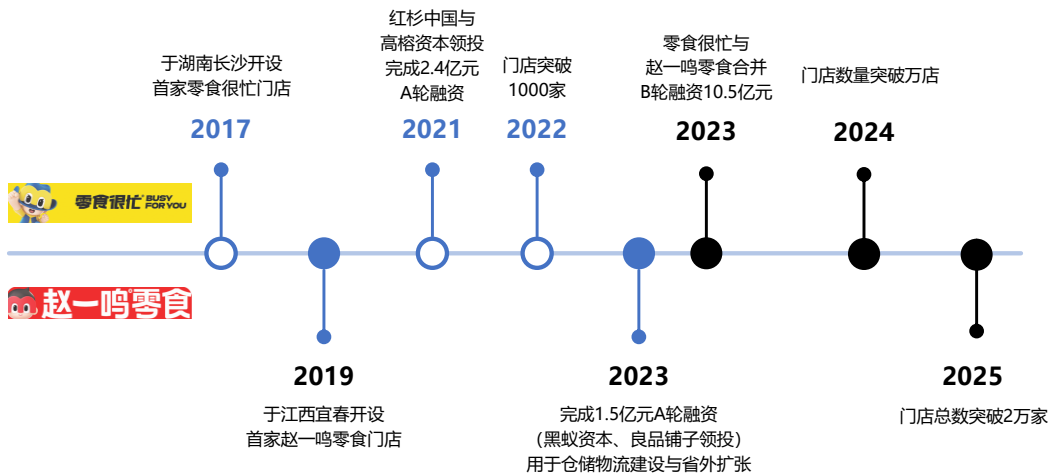 于湖南长沙开设
首家零食很忙门店
2017
红杉中国与
高榕资本领投
完成2.4亿元
A轮融资
2021
门店突破
1000家
2022
零食很忙与
赵一鸣零食合并
B轮融资10.5亿元
2023
门店数量突破万店
2024
零食很忙 BUSY
FOR YOU
赵一鸣零食
2019
于江西宜春开设
首家赵一鸣零食门店
2023
完成1.5亿元A轮融资
（黑蚁资本、良品铺子领投）
用于仓储物流建设与省外扩张
2025
门店总数突破2万家